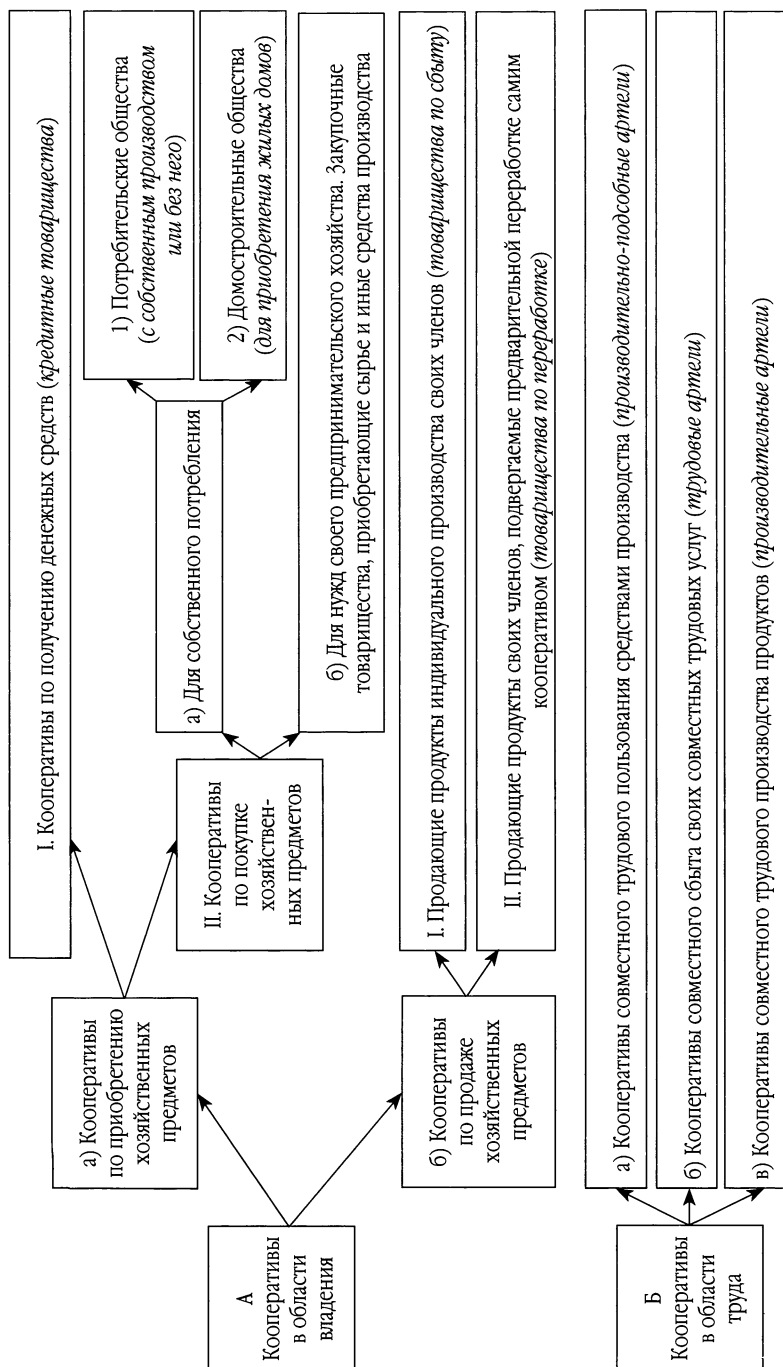 А
Кооперативы
в области
владения
а) Кооперативы
по приобретению
хозяйственных
предметов
I. Кооперативы по получению денежных средств (кредитные товарищества)
II. Кооперативы
по покупке
хозяйствен-
ных предметов
а) Для собственного потребления
1) Потребительские общества
(с собственным производством
или без него)
2) Домостроительные общества
(для приобретения жилых домов)
б) Для нужд своего предпринимательского хозяйства. Закупочные
товарищества, приобретающие сырье и иные средства производства
б) Кооперативы
по продаже
хозяйственных
предметов
I. Продающие продукты индивидуального производства своих членов (товарищества по сбыту)
II. Продающие продукты своих членов, подвергаемые предварительной переработке самим
кооперативом (товарищества по переработке)
Б
Кооперативы
в области
труда
а) Кооперативы совместного трудового пользования средствами производства (производительно-подсобные артели)
б) Кооперативы совместного сбыта своих совместных трудовых услуг (трудовые артели)
в) Кооперативы совместного трудового производства продуктов (производительные артели)